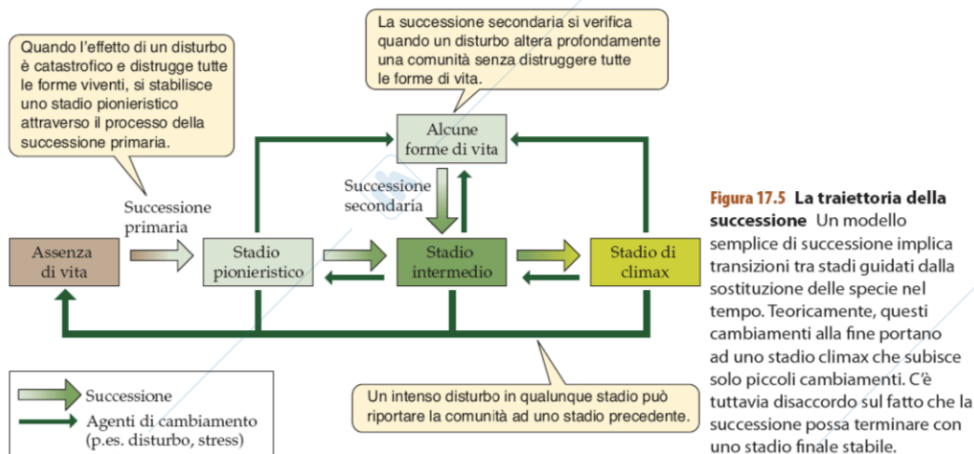 Quando l'effetto di un disturbo
è catastrofico e distrugge tutte
le forme viventi, si stabilisce
uno stadio pionieristico
attraverso il processo della
successione primaria.
La successione secondaria si verifica
quando un disturbo altera profondamente
una comunità senza distruggere tutte
le forme di vita.
Alcune
forme di vita
Successione
secondaria
Successione
primaria
Assenza
di vita
Stadio
pionieristico
Stadio
intermedio
Stadio di
climax
Successione
Agenti di cambiamento
(p.es. disturbo, stress)
Un intenso disturbo in qualunque stadio può
riportare la comunità ad uno stadio precedente.
Figura 17.5 La traiettoria della
successione Un modello
semplice di successione implica
transizioni tra stadi guidati dalla
sostituzione delle specie nel
tempo. Teoricamente, questi
cambiamenti alla fine portano
ad uno stadio climax che subisce
solo piccoli cambiamenti. C'è
tuttavia disaccordo sul fatto che la
successione possa terminare con
uno stadio finale stabile.